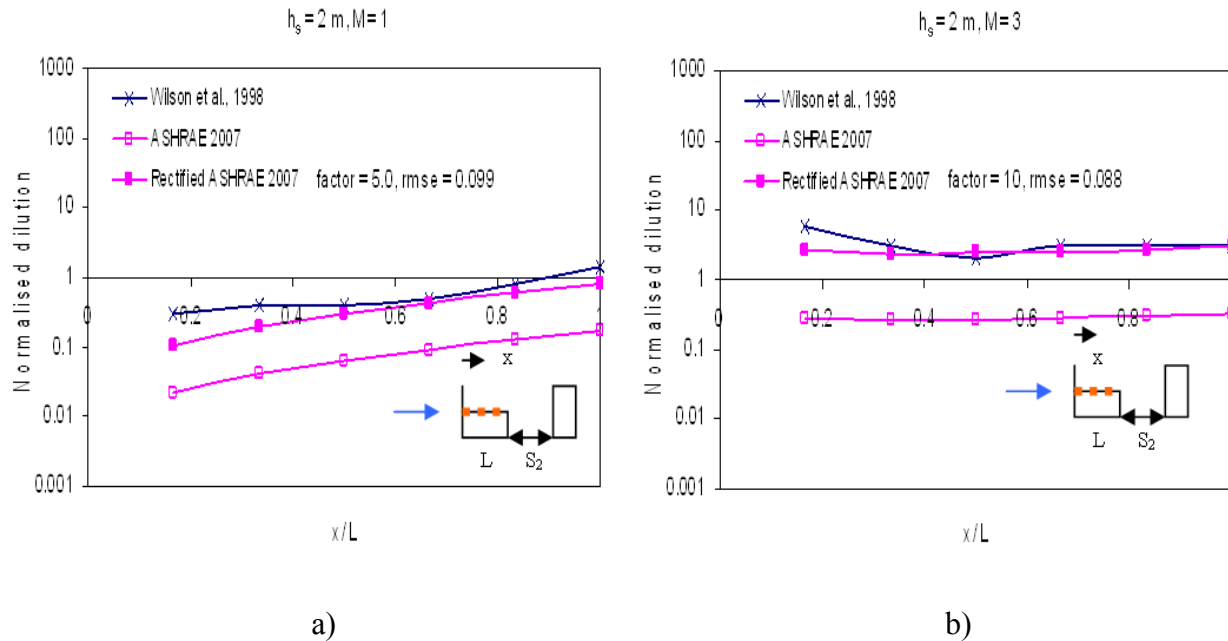 h_s = 2 m, M= 1
1000
100
10
1
0.1
0.01
0.001
Normalised dilution
Wilson et al., 1998
ASHRAE 2007
Rectified ASHRAE 2007 factor = 5.0, rmse = 0.099
0
0.2
0.4
0.6
0.8
1
x
L
S2
x/L
a)
h_s = 2 m, M= 3
1000
100
10
1
0.1
0.01
0.001
Normalised dilution
Wilson et al., 1998
ASHRAE 2007
Rectified ASHRAE 2007 factor = 10, rmse = 0.088
0
0.2
0.4
0.6
0.8
x
L
S2
x/L
b)